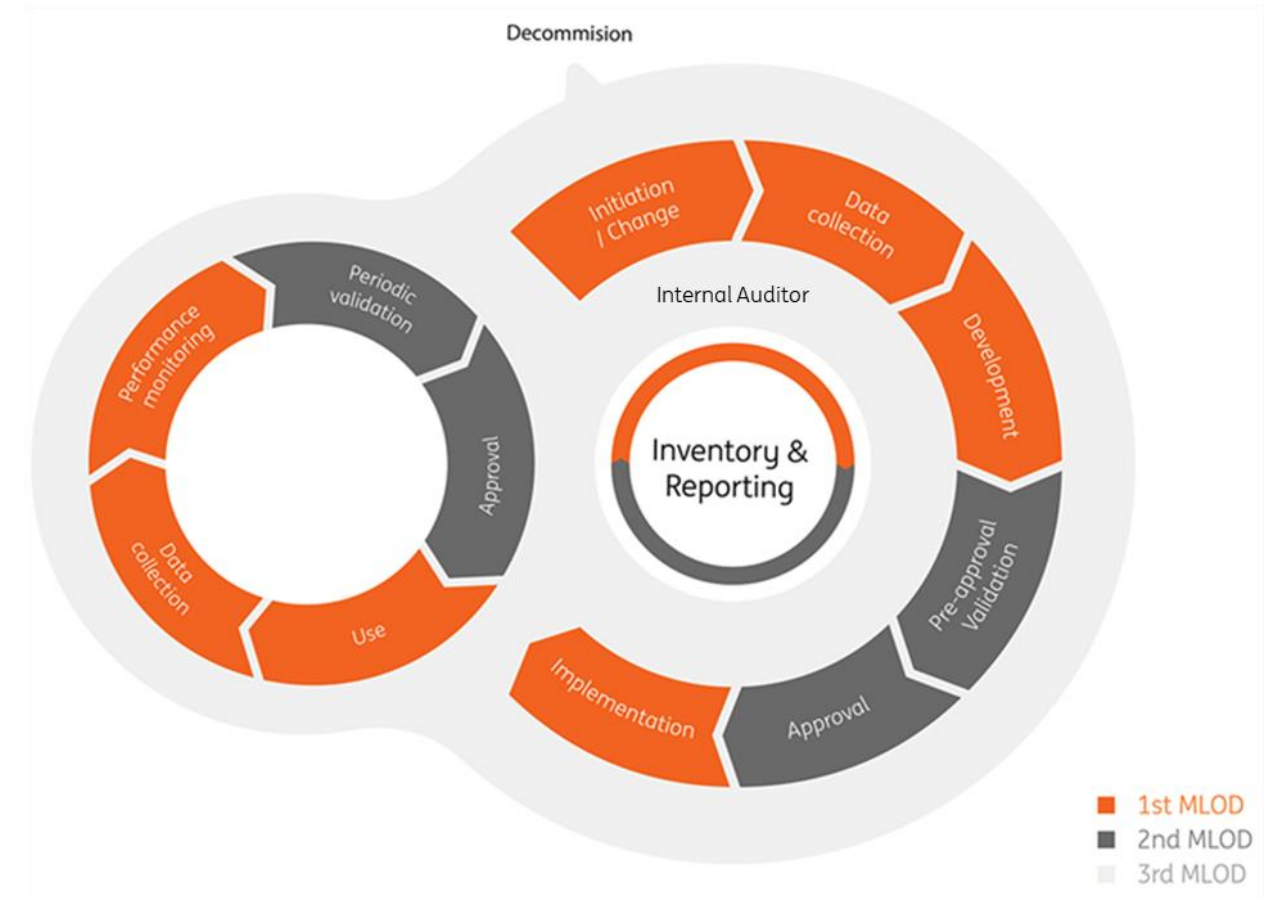 Decommision
Initiation
/ Change
Data
collection
Development
Pre-approval
Validation
Approval
Implementation
Internal Auditor
Inventory &
Reporting
Periodic
validation
Approval
Use
Data
collection
Performance
monitoring
1st MLOD
2nd MLOD
3rd MLOD